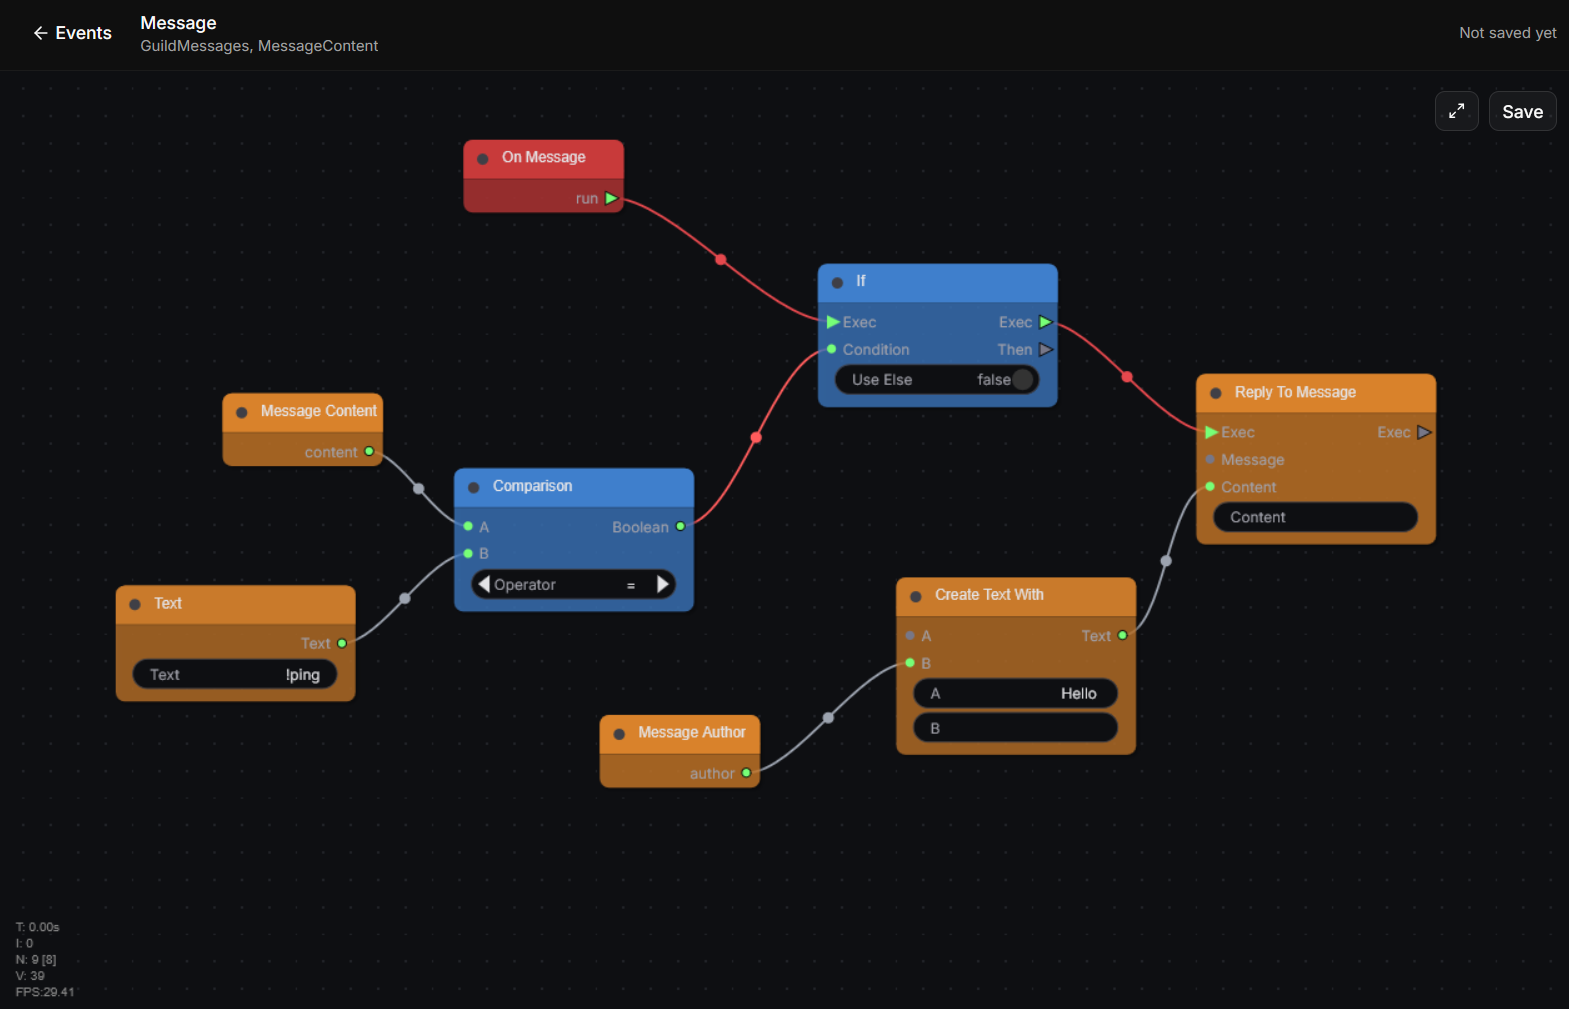 Events
Message
GuildMessages, MessageContent
Not saved yet
Save
On Message
run
If
Exec Exec
Condition Then
Use Else false
Message Content
content
Comparison
A Boolean
B
Operator =
Reply To Message
Exec Exec
Message
Content
Content
Text
Text
Text !ping
Create Text With
A Text
B
A Hello
B
Message Author
author
T: 0.00s
I: 0
N: 9 [8]
V: 39
FPS:29.41